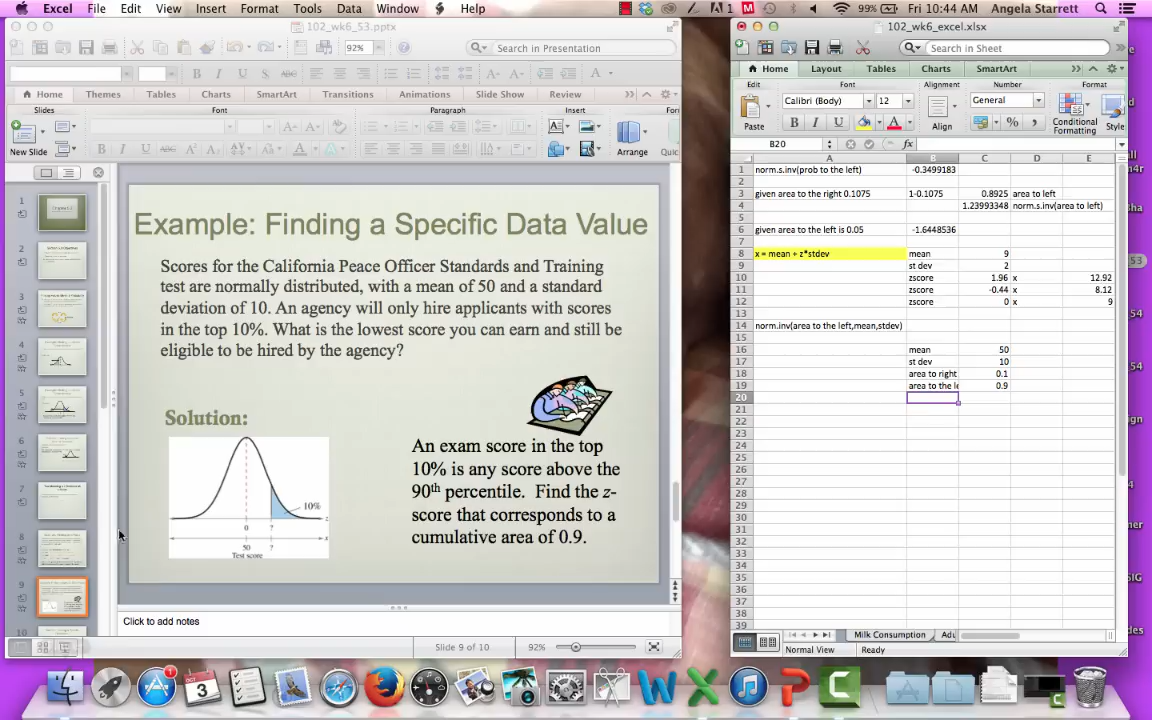 Excel File Edit View Insert Format Tools Data Window Help
99% Fri 10:44 AM Angela Starrett
102_wk6_53.pptx
92%
Search in Presentation
Home Themes Tables Charts SmartArt Transitions Animations Slide Show Review
Slides Font Paragraph Insert
New Slide
Arrange
Example: Finding a Specific Data Value
Scores for the California Peace Officer Standards and Training
test are normally distributed, with a mean of 50 and a standard
deviation of 10. An agency will only hire applicants with scores
in the top 10%. What is the lowest score you can earn and still be
eligible to be hired by the agency?
Solution:
10%
0 ? z
50 ? x
Test score
An exam score in the top
10% is any score above the
90th percentile. Find the z-
score that corresponds to a
cumulative area of 0.9.
1
2
3
4
5
6
7
8
9
10
Click to add notes
Slide 9 of 10 92%
102_wk6_excel.xlsx
Search in Sheet
Home Layout Tables Charts SmartArt
Edit Font Alignment Number Format
Calibri (Body) 12 General
Paste B I U A Align % Conditional
Formatting Style
B20 fx
A B C D E
1 norm.s.inv(prob to the left) -0.3499183
2
3 given area to the right 0.1075 1-0.1075 0.8925 area to left
4 1.23993348 norm.s.inv(area to left)
5
6 given area to the left is 0.05 -1.6448536
7
8 x = mean + z*stdev mean 9
9 st dev 2
10 zscore 1.96 x 12.92
11 zscore -0.44 x 8.12
12 zscore 0 x 9
13
14 norm.inv(area to the left,mean,stdev)
15
16 mean 50
17 st dev 10
18 area to right 0.1
19 area to the le 0.9
20
21
22
23
24
25
26
27
28
29
30
31
32
33
34
35
36
37
38
39
Milk Consumption
Normal View Ready
OCT
3